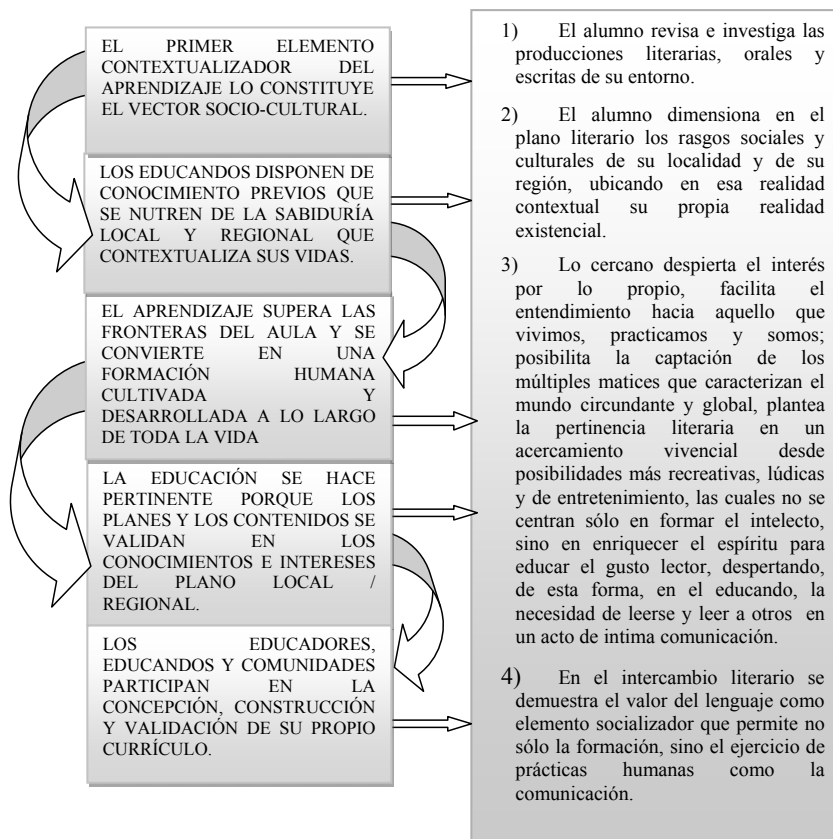 EL PRIMER ELEMENTO
CONTEXTUALIZADOR DEL
APRENDIZAJE LO CONSTITUYE
EL VECTOR SOCIO-CULTURAL.
LOS EDUCANDOS DISPONEN DE
CONOCIMIENTO PREVIOS QUE
SE NUTREN DE LA SABIDURÍA
LOCAL Y REGIONAL QUE
CONTEXTUALIZA SUS VIDAS.
EL APRENDIZAJE SUPERA LAS
FRONTERAS DEL AULA Y SE
CONVIERTE EN UNA
FORMACIÓN HUMANA
CULTIVADA Y
DESARROLLADA A LO LARGO
DE TODA LA VIDA
LA EDUCACIÓN SE HACE
PERTINENTE PORQUE LOS
PLANES Y LOS CONTENIDOS SE
VALIDAN EN LOS
CONOCIMIENTOS E INTERESES
DEL PLANO LOCAL /
REGIONAL.
LOS EDUCADORES,
EDUCANDOS Y COMUNIDADES
PARTICIPAN EN LA
CONCEPCIÓN, CONSTRUCCIÓN
Y VALIDACIÓN DE SU PROPIO
CURRÍCULO.
1) El alumno revisa e investiga las
producciones literarias, orales y
escritas de su entorno.
2) El alumno dimensiona en el
plano literario los rasgos sociales y
culturales de su localidad y de su
región, ubicando en esa realidad
contextual su propia realidad
existencial.
3) Lo cercano despierta el interés
por lo propio, facilita el
entendimiento hacia aquello que
vivimos, practicamos y somos;
posibilita la captación de los
múltiples matices que caracterizan el
mundo circundante y global, plantea
la pertinencia literaria en un
acercamiento vivencial desde
posibilidades más recreativas, lúdicas
y de entretenimiento, las cuales no se
centran sólo en formar el intelecto,
sino en enriquecer el espíritu para
educar el gusto lector, despertando,
de esta forma, en el educando, la
necesidad de leerse y leer a otros en
un acto de intima comunicación.
4) En el intercambio literario se
demuestra el valor del lenguaje como
elemento socializador que permite no
sólo la formación, sino el ejercicio de
prácticas humanas como la
comunicación.